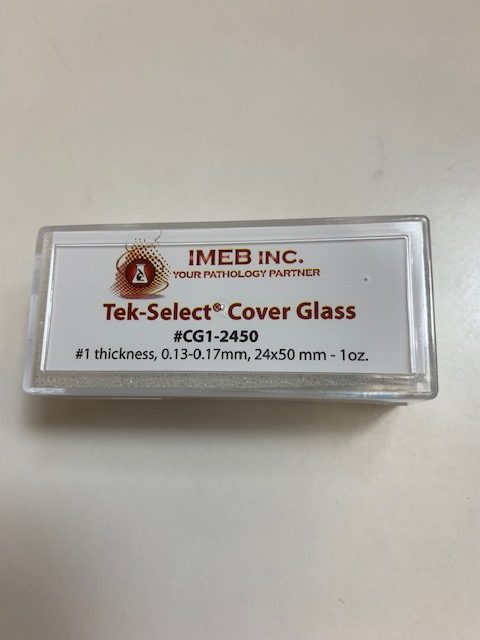 IMEB INC.
YOUR PATHOLOGY PARTNER
Tek-Select® Cover Glass
#CG1-2450
#1 thickness, 0.13-0.17mm, 24x50 mm - 1oz.